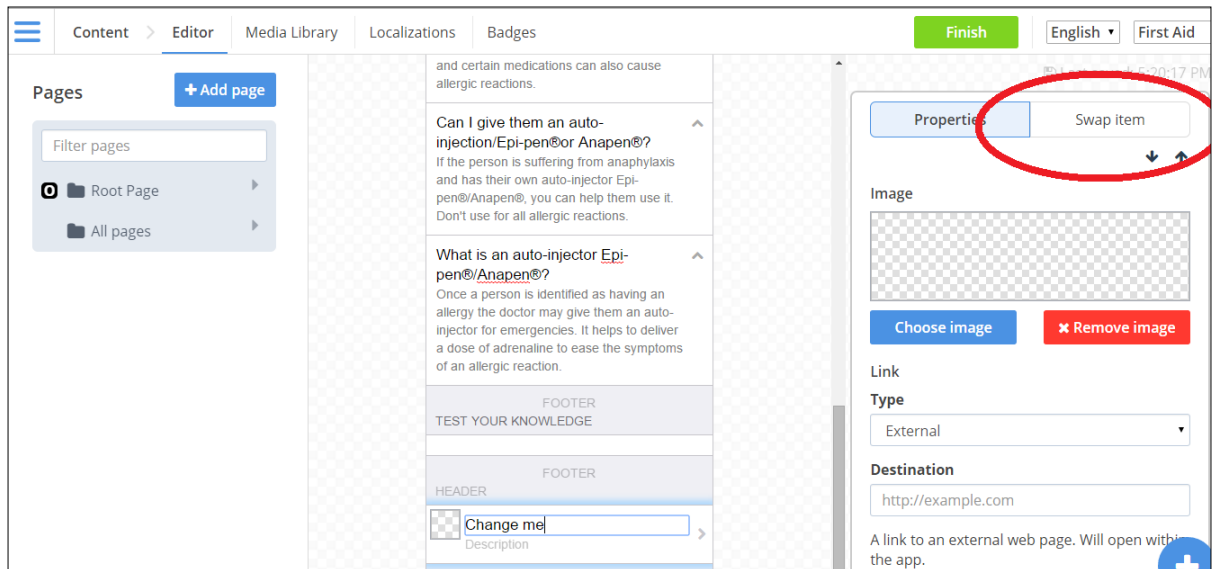 Content
Editor
Media Library
Localizations
Badges
Finish
English
First Aid
Pages
Add page
Filter pages
Root Page
All pages
and certain medications can also cause
allergic reactions.
Can I give them an auto-
injection/Epi-pen®or Anapen®?
If the person is suffering from anaphylaxis
and has their own auto-injector Epi-
pen®/Anapen®, you can help them use it.
Don't use for all allergic reactions.
What is an auto-injector Epi-
pen®/Anapen®?
Once a person is identified as having an
allergy the doctor may give them an auto-
injector for emergencies. It helps to deliver
a dose of adrenaline to ease the symptoms
of an allergic reaction.
FOOTER
TEST YOUR KNOWLEDGE
FOOTER
HEADER
Change me
Description
5:20:17 PM
Properties
Swap item
Image
Choose image
Remove image
Link
Type
External
Destination
http://example.com
A link to an external web page. Will open within
the app.